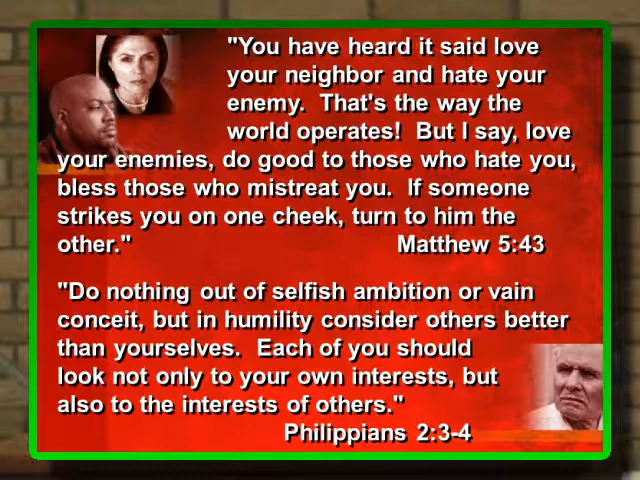 "You have heard it said love
your neighbor and hate your
enemy. That's the way the
world operates! But I say, love
your enemies, do good to those who hate you,
bless those who mistreat you. If someone
strikes you on one cheek, turn to him the
other." Matthew 5:43
"Do nothing out of selfish ambition or vain
conceit, but in humility consider others better
than yourselves. Each of you should
look not only to your own interests, but
also to the interests of others."
Philippians 2:3-4